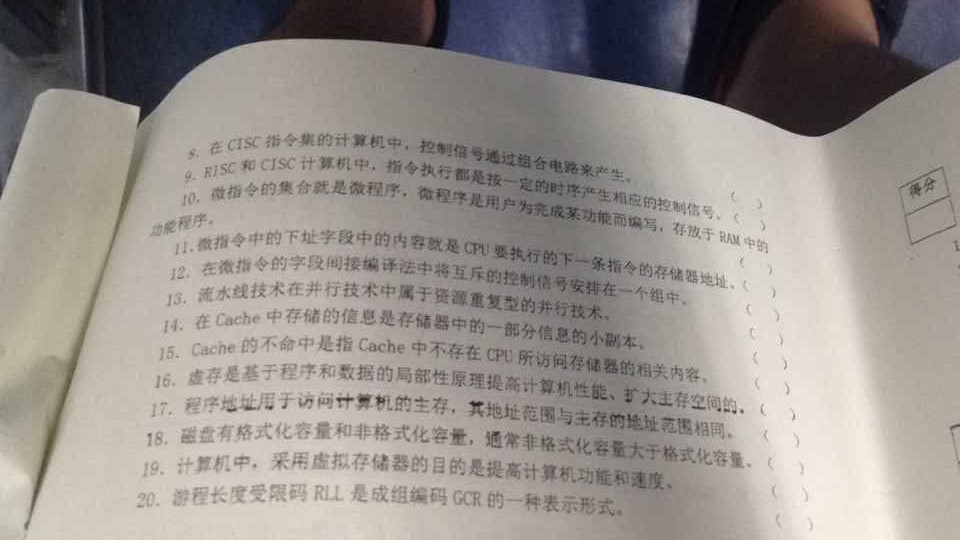 8. 在 CISC 指令集的计算机中，控制信号通过组合电路来产生。 （ ）
9. RISC 和 CISC 计算机中，指令执行都是按一定的时序产生相应的控制信号。（ ）
10. 微指令的集合就是微程序，微程序是用户为完成某功能而编写，存放于 RAM 中的
功能程序。 （ ）
11.微指令中的下址字段中的内容就是 CPU 要执行的下一条指令的存储器地址。（ ）
12. 在微指令的字段间接编译法中将互斥的控制信号安排在一个组中。 （ ）
13. 流水线技术在并行技术中属于资源重复型的并行技术。 （ ）
14. 在 Cache 中存储的信息是存储器中的一部分信息的小副本。 （ ）
15. Cache 的不命中是指 Cache 中不存在 CPU 所访问存储器的相关内容。 （ ）
16. 虚存是基于程序和数据的局部性原理提高计算机性能、扩大主存空间的。（ ）
17. 程序地址用于访问计算机的主存，其地址范围与主存的地址范围相同。 （ ）
18. 磁盘有格式化容量和非格式化容量，通常非格式化容量大于格式化容量。（ ）
19. 计算机中，采用虚拟存储器的目的是提高计算机功能和速度。 （ ）
20. 游程长度受限码 RLL 是成组编码 GCR 的一种表示形式。 （ ）
得分